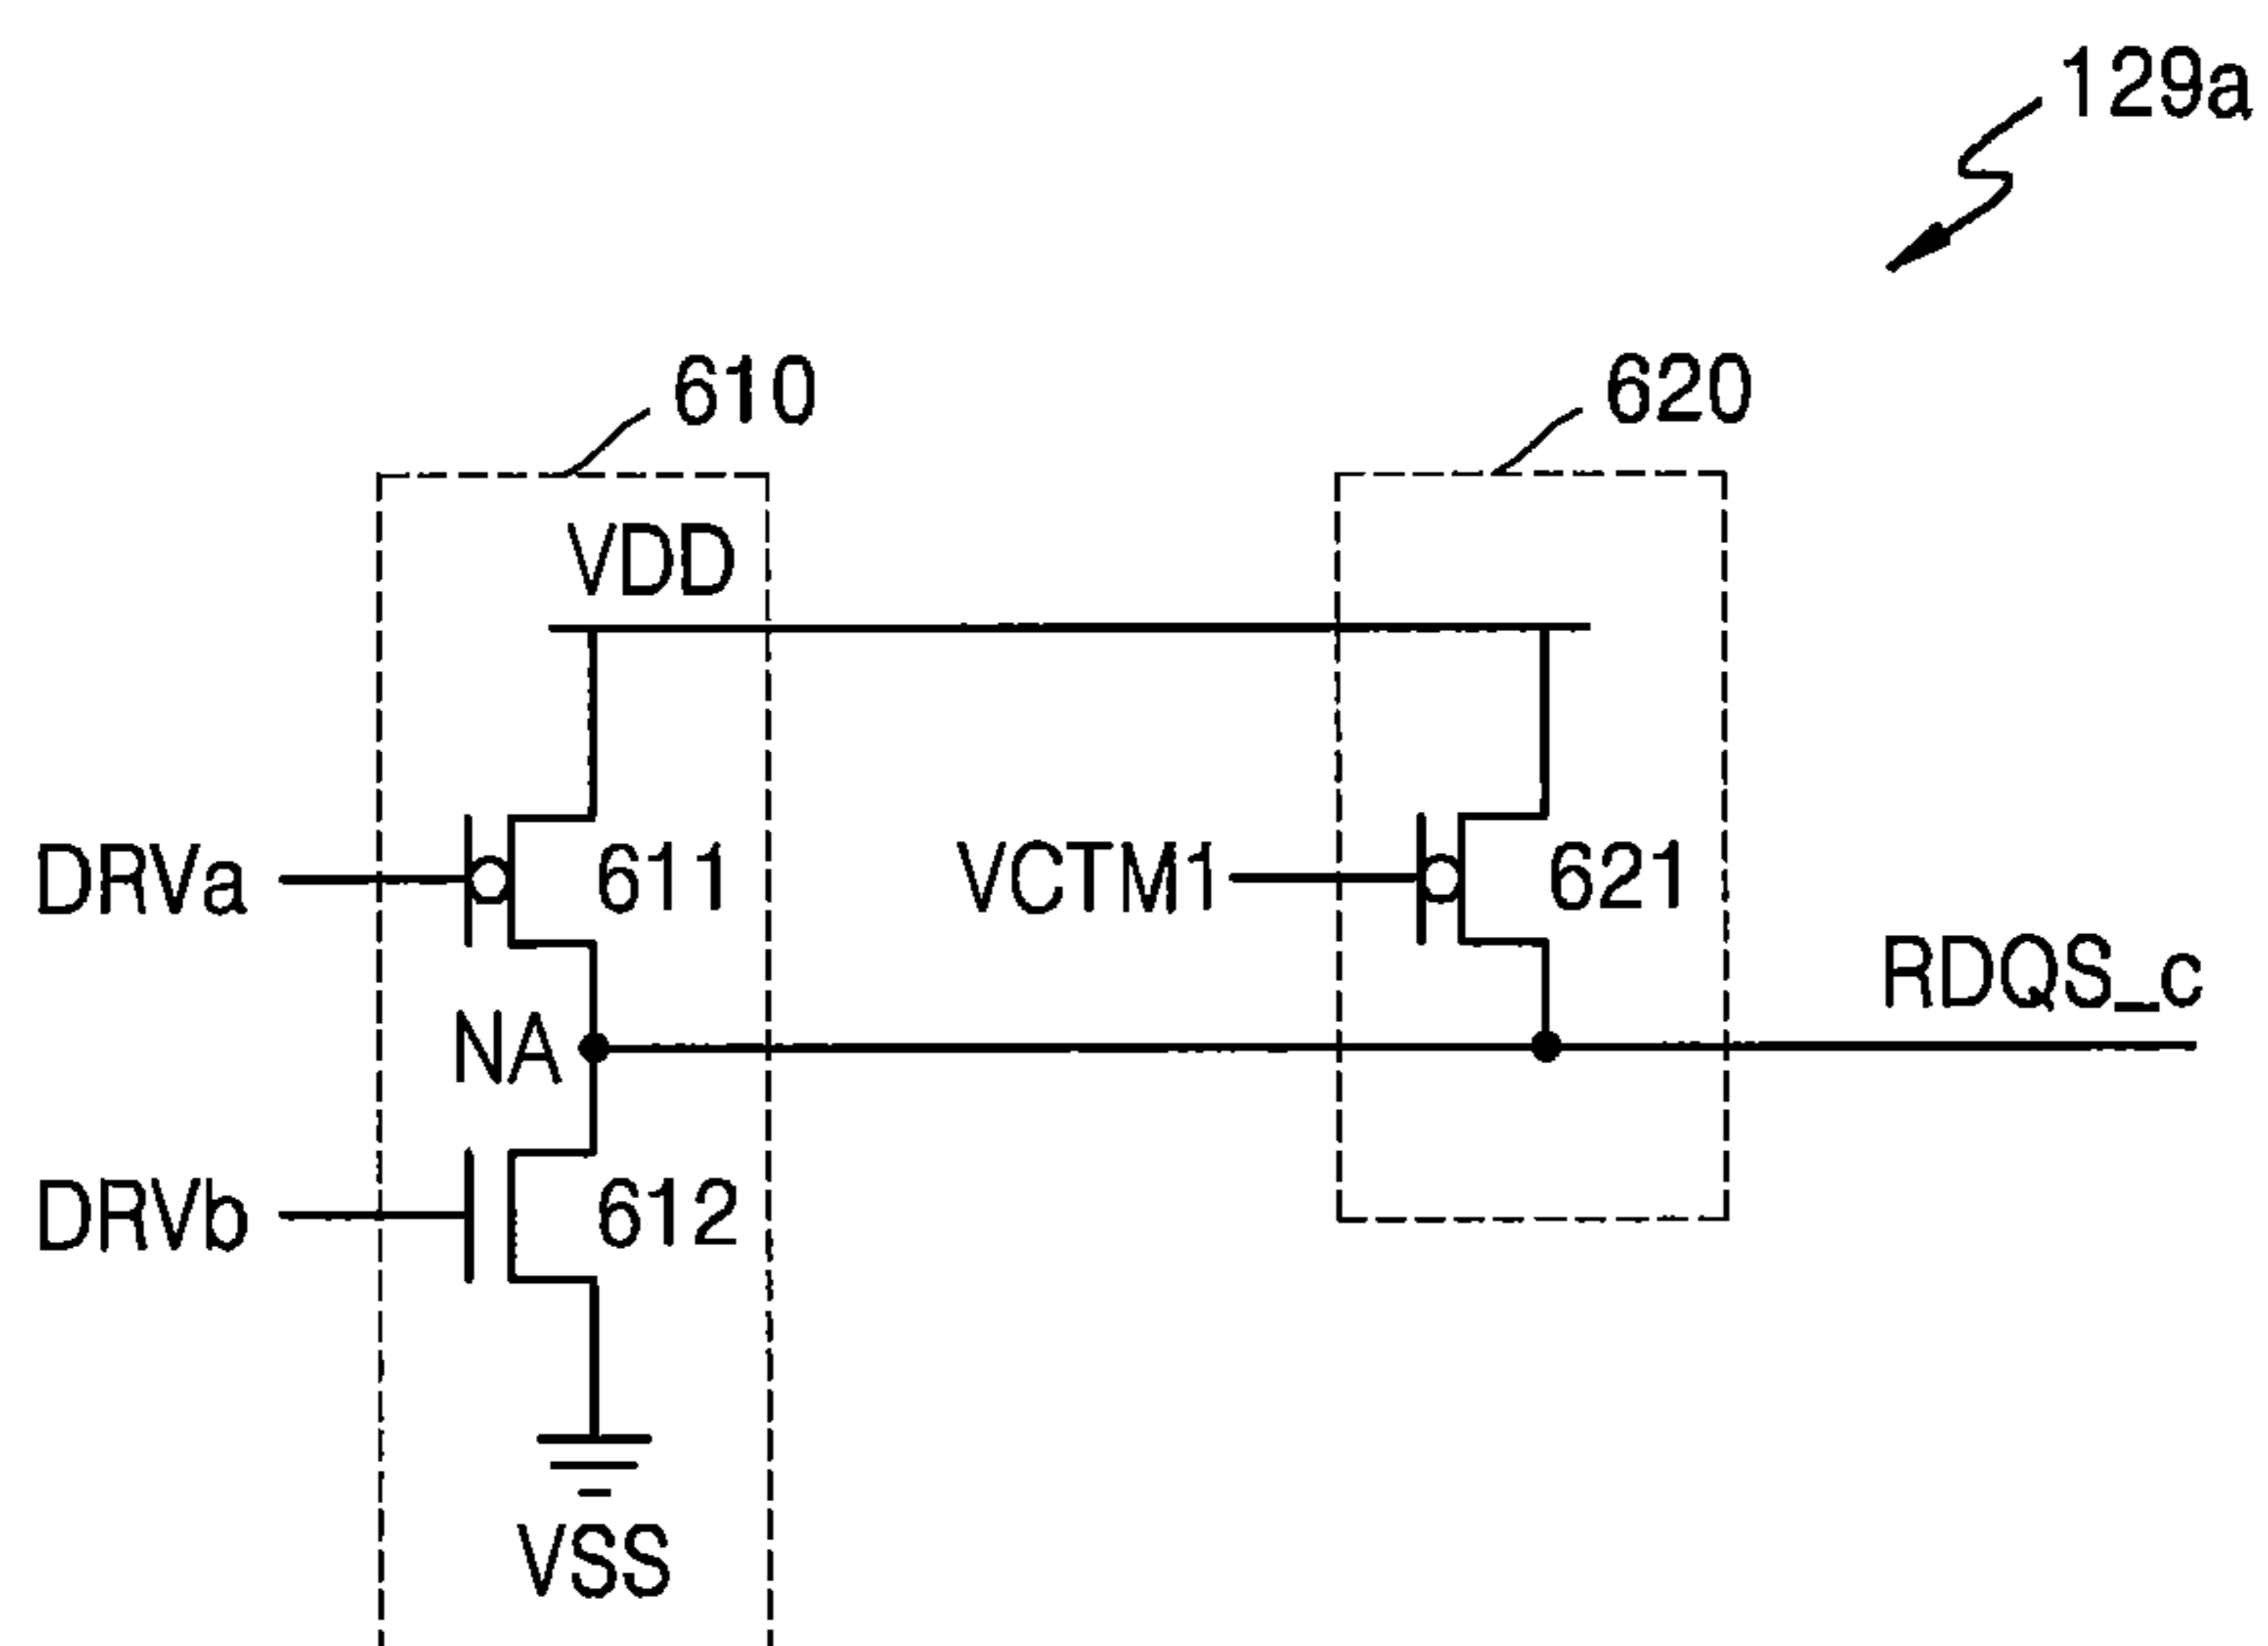 129a
610
620
VDD
DRVa
611
VCTM1
621
RDQS_c
NA
DRVb
612
VSS